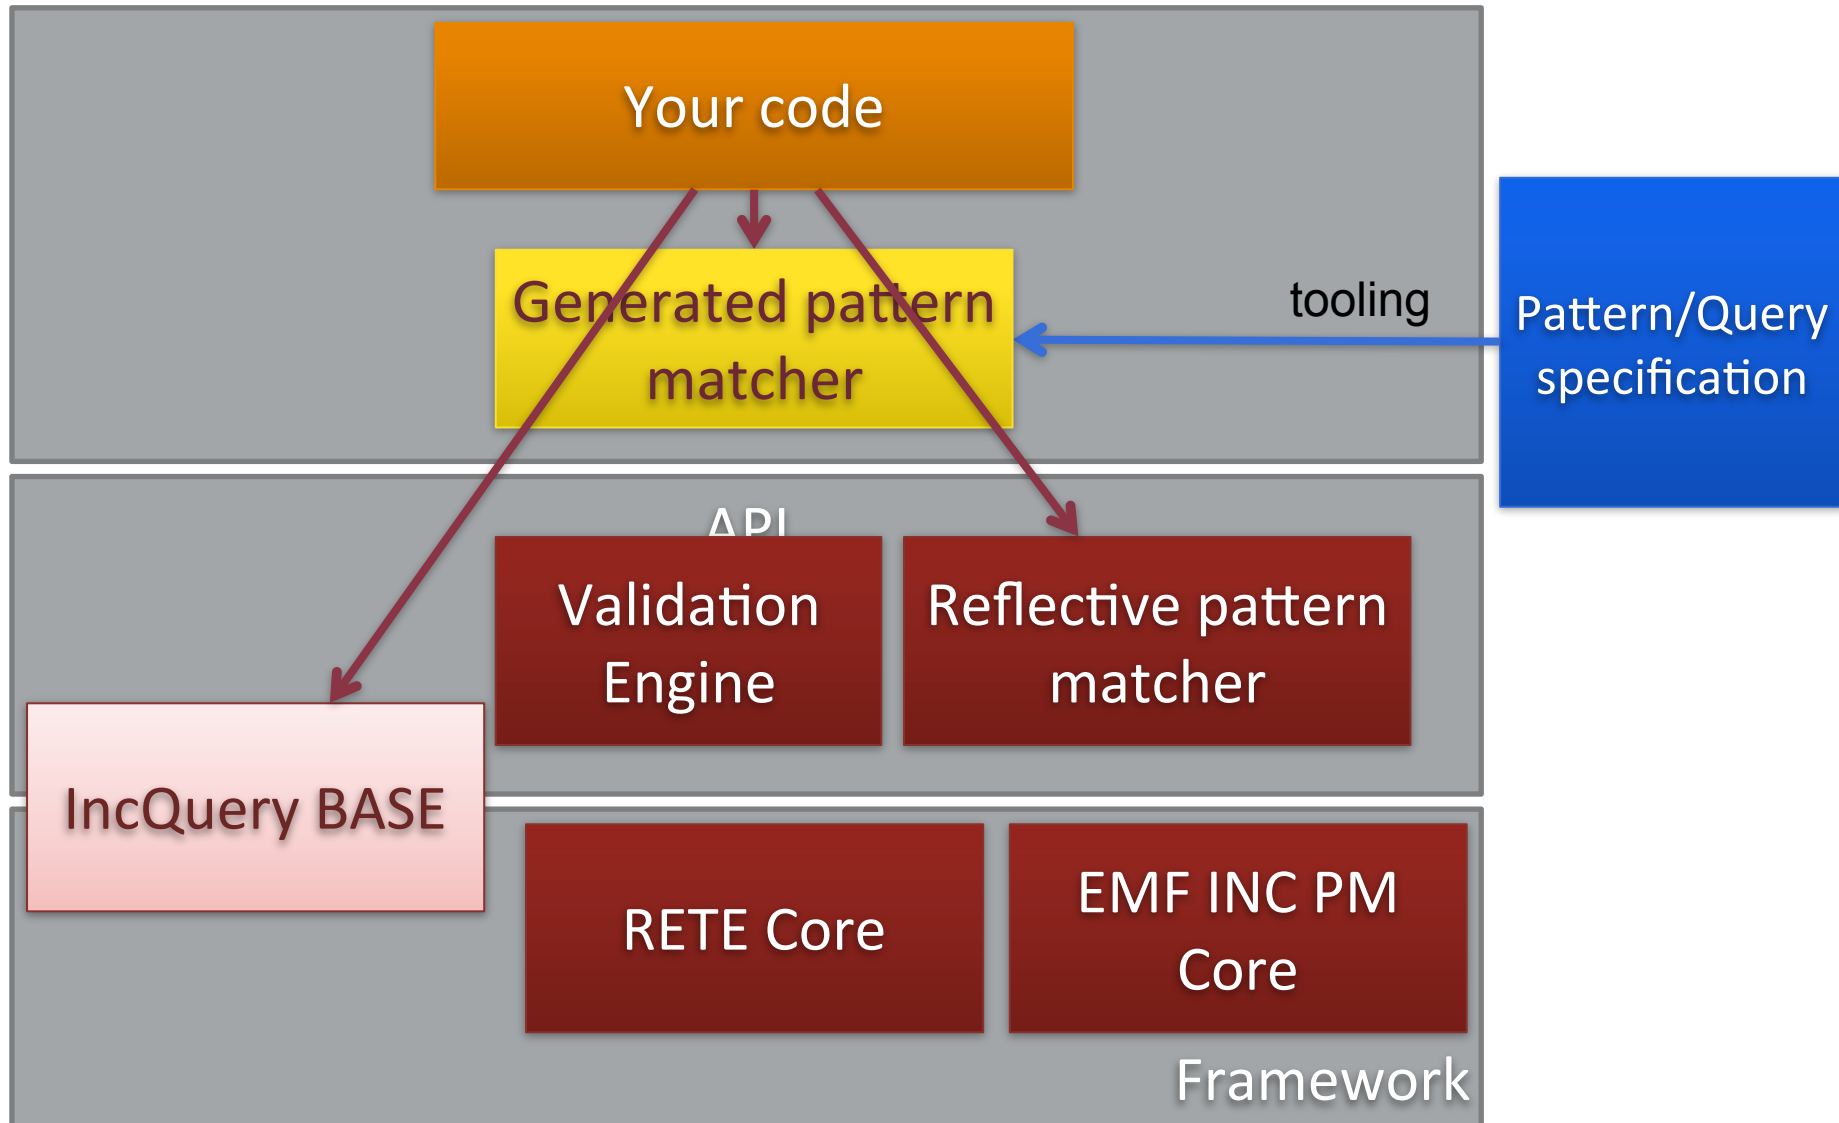 Your code
Generated pattern
matcher
tooling
Pattern/Query
specification
API
Validation
Engine
Reflective pattern
matcher
IncQuery BASE
RETE Core
EMF INC PM
Core
Framework